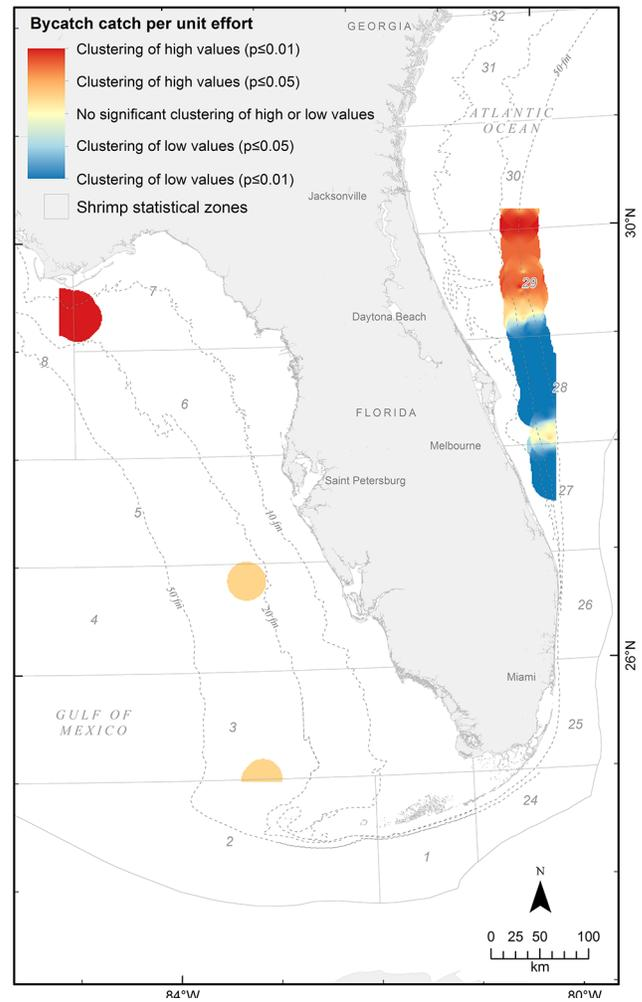 Bycatch catch per unit effort
Clustering of high values (p≤0.01)
Clustering of high values (p≤0.05)
No significant clustering of high or low values
Clustering of low values (p≤0.05)
Clustering of low values (p≤0.01)
Shrimp statistical zones
GEORGIA
32
31
50 fm
ATLANTIC
OCEAN
30
Jacksonville
30°N
29
7
Daytona Beach
8
28
6
FLORIDA
Melbourne
Saint Petersburg
27
5
10 fm
50 fm
20 fm
26
4
26°N
Miami
GULF OF
MEXICO
3
25
24
2
1
N
0 25 50 100
km
84°W
80°W